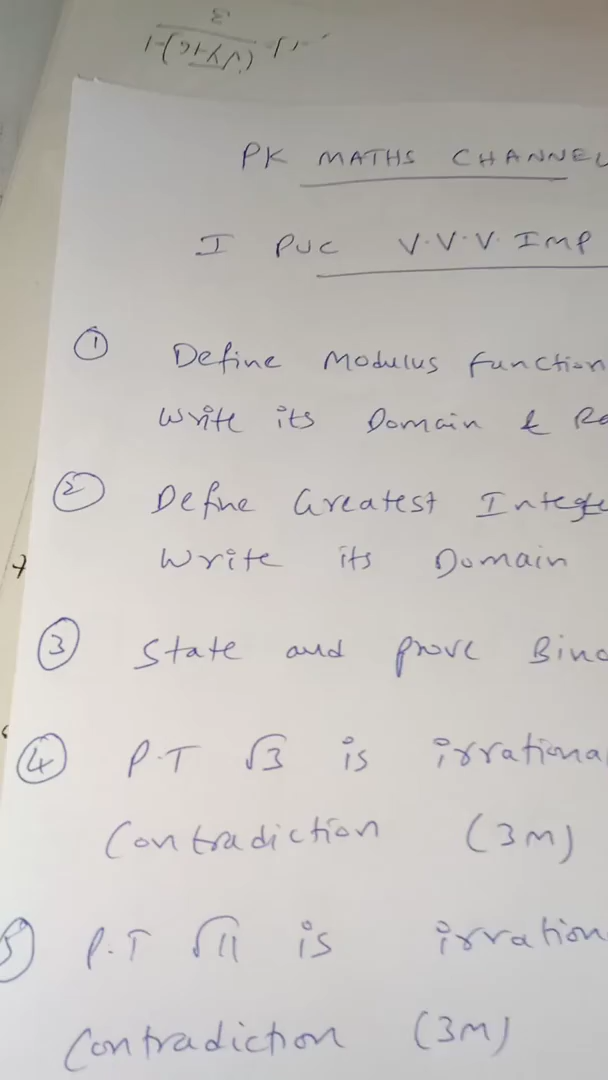 PK MATHS CHANNEL
I PUC V.V.V. IMP
① Define Modulus function
Write its Domain &
② Define Greatest
Write its Domain
③ State and prove
④ P.T √3 is
Contradiction (3M)
P.T √11 is
Contradiction (3M)